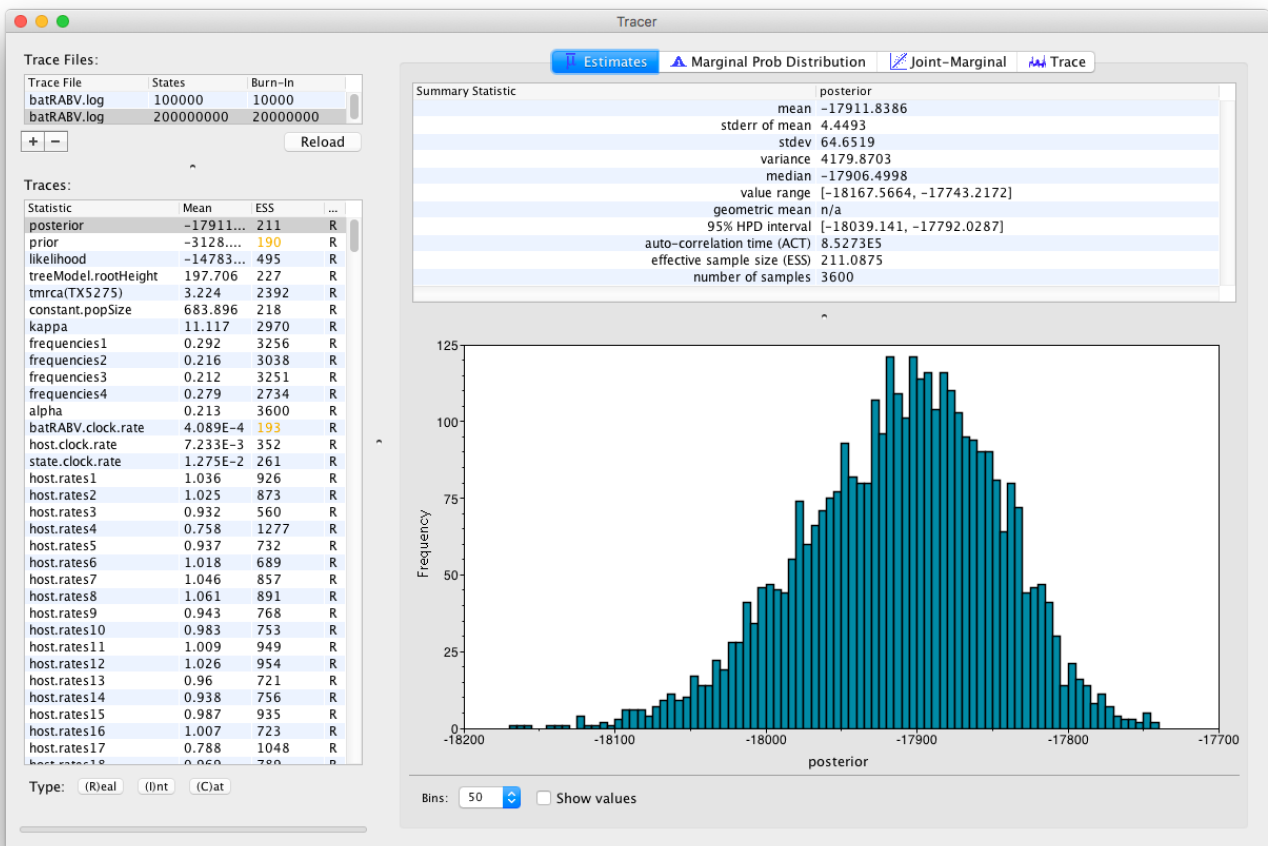 Tracer
Trace Files:
Trace File States Burn-In
batRABV.log 100000 10000
batRABV.log 200000000 20000000
+ − Reload
Traces:
Statistic Mean ESS ...
posterior -17911... 211 R
prior -3128.... 190 R
likelihood -14783... 495 R
treeModel.rootHeight 197.706 227 R
tmrca(TX5275) 3.224 2392 R
constant.popSize 683.896 218 R
kappa 11.117 2970 R
frequencies1 0.292 3256 R
frequencies2 0.216 3038 R
frequencies3 0.212 3251 R
frequencies4 0.279 2734 R
alpha 0.213 3600 R
batRABV.clock.rate 4.089E-4 193 R
host.clock.rate 7.233E-3 352 R
state.clock.rate 1.275E-2 261 R
host.rates1 1.036 926 R
host.rates2 1.025 873 R
host.rates3 0.932 560 R
host.rates4 0.758 1277 R
host.rates5 0.937 732 R
host.rates6 1.018 689 R
host.rates7 1.046 857 R
host.rates8 1.061 891 R
host.rates9 0.943 768 R
host.rates10 0.983 753 R
host.rates11 1.009 949 R
host.rates12 1.026 954 R
host.rates13 0.96 721 R
host.rates14 0.938 756 R
host.rates15 0.987 935 R
host.rates16 1.007 723 R
host.rates17 0.788 1048 R
Type: (R)eal (I)nt (C)at
Estimates Marginal Prob Distribution Joint-Marginal Trace
Summary Statistic posterior
mean -17911.8386
stderr of mean 4.4493
stdev 64.6519
variance 4179.8703
median -17906.4998
value range [-18167.5664, -17743.2172]
geometric mean n/a
95% HPD interval [-18039.141, -17792.0287]
auto-correlation time (ACT) 8.5273E5
effective sample size (ESS) 211.0875
number of samples 3600
125
100
75
50
25
0
Frequency
-18200 -18100 -18000 -17900 -17800 -17700
posterior
Bins: 50 Show values